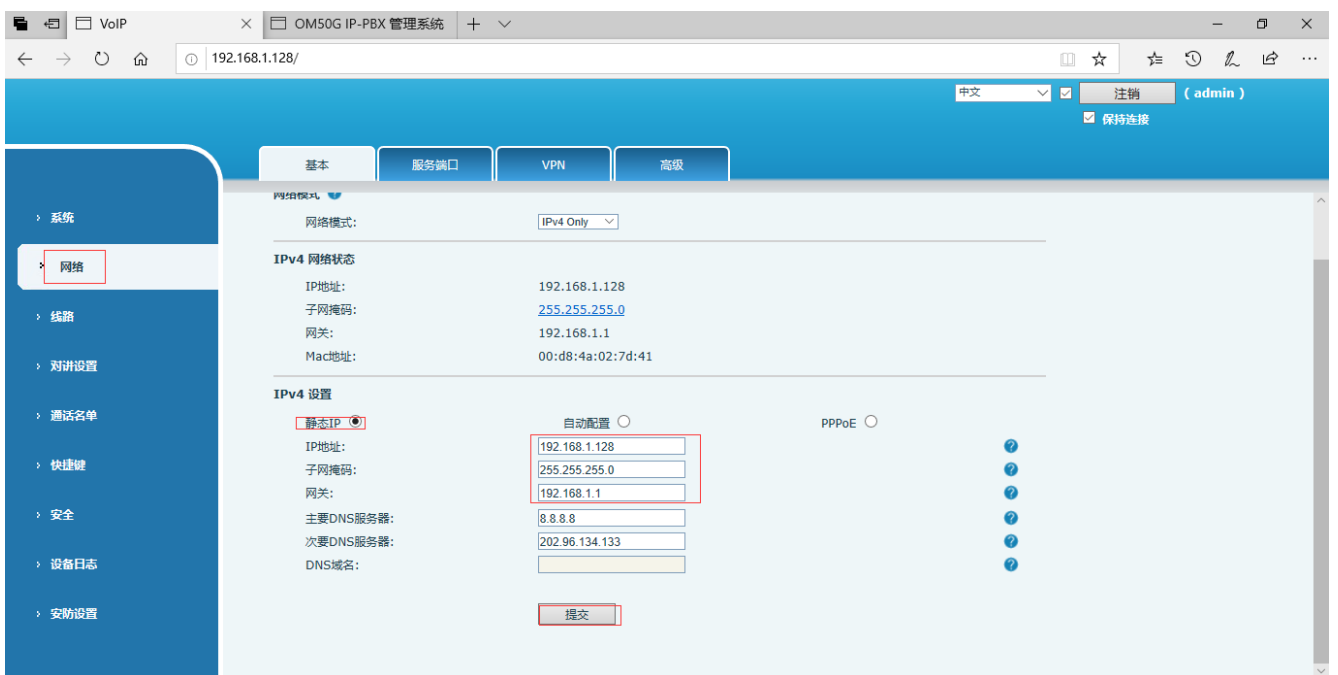 VoIP
OM50G IP-PBX 管理系统
192.168.1.128/
中文
注销
( admin )
保持连接
基本
服务端口
VPN
高级
系统
网络
线路
对讲设置
通话名单
快捷键
安全
设备日志
安防设置
网络模式
网络模式:
IPv4 Only
IPv4 网络状态
IP地址:
192.168.1.128
子网掩码:
255.255.255.0
网关:
192.168.1.1
Mac地址:
00:d8:4a:02:7d:41
IPv4 设置
静态IP
自动配置
PPPoE
IP地址:
192.168.1.128
子网掩码:
255.255.255.0
网关:
192.168.1.1
主要DNS服务器:
8.8.8.8
次要DNS服务器:
202.96.134.133
DNS域名:
提交